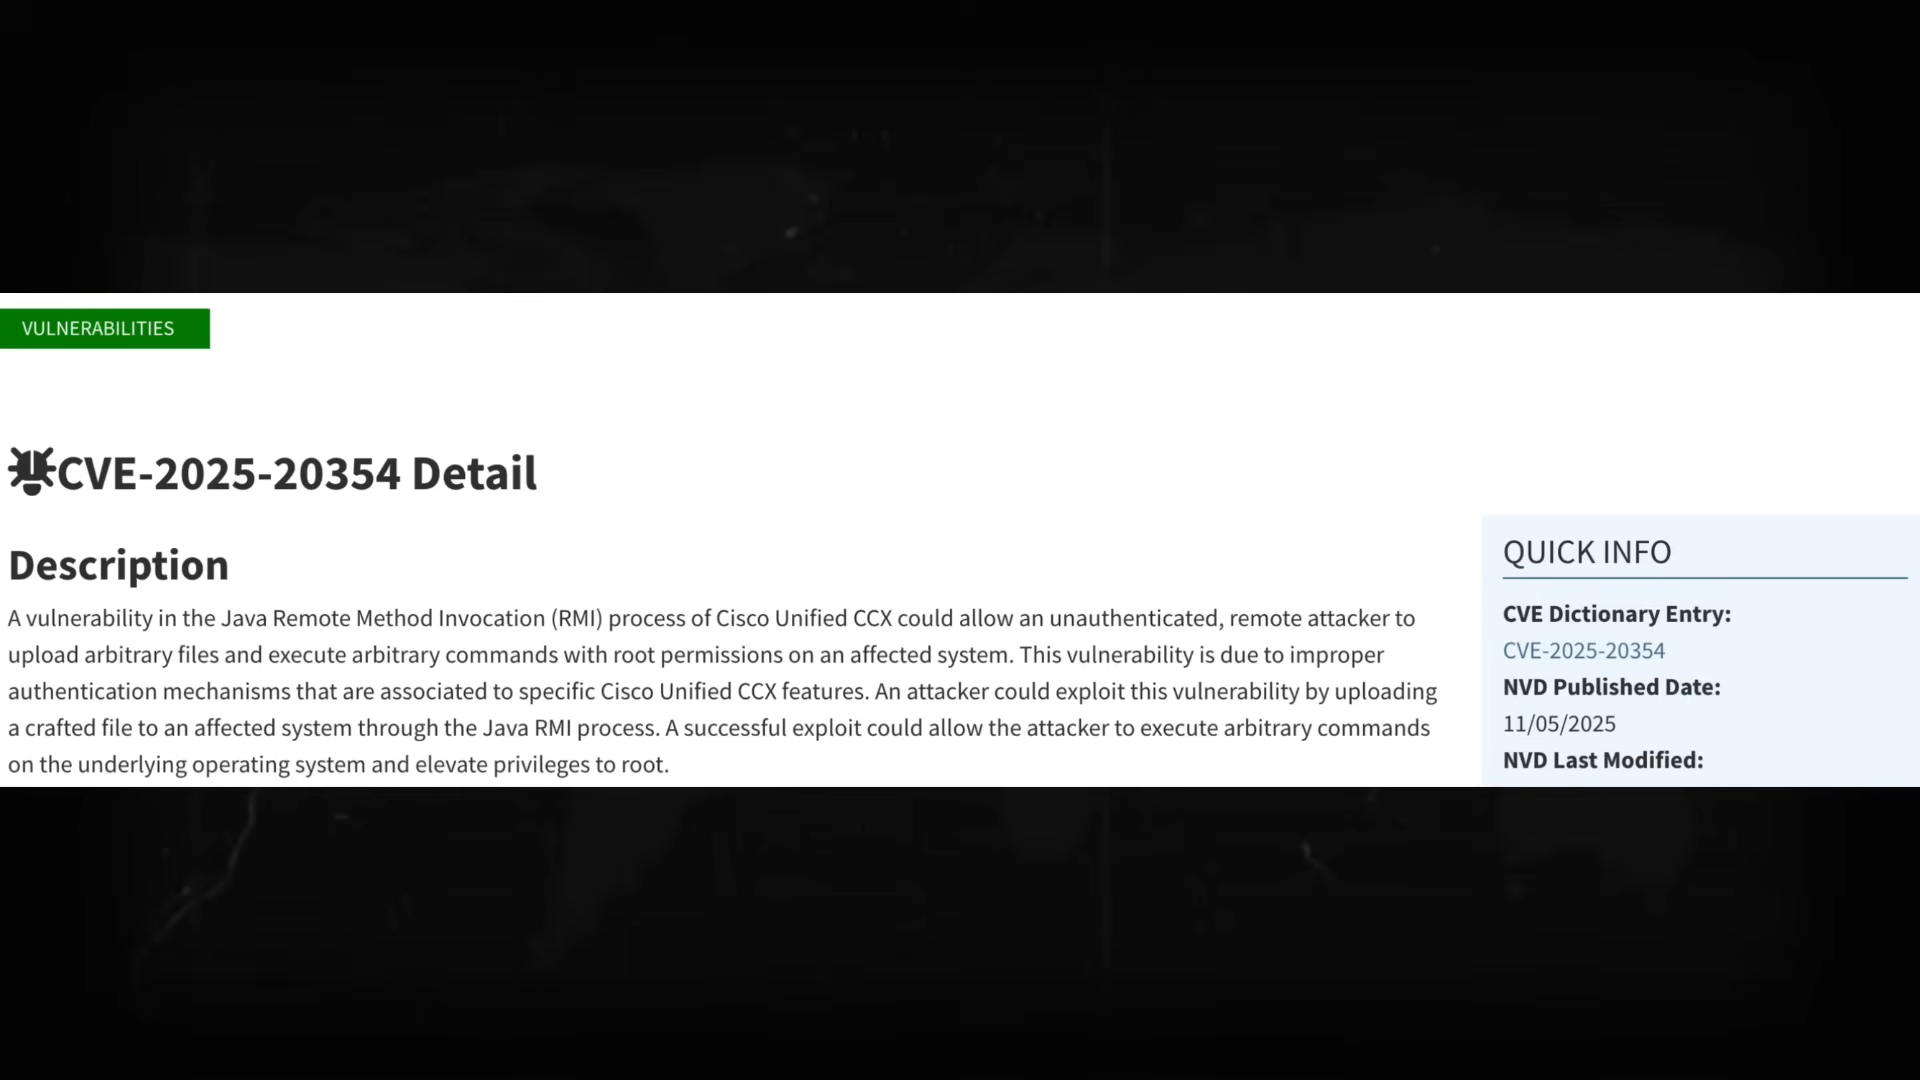 VULNERABILITIES
CVE-2025-20354 Detail
Description
A vulnerability in the Java Remote Method Invocation (RMI) process of Cisco Unified CCX could allow an unauthenticated, remote attacker to
upload arbitrary files and execute arbitrary commands with root permissions on an affected system. This vulnerability is due to improper
authentication mechanisms that are associated to specific Cisco Unified CCX features. An attacker could exploit this vulnerability by uploading
a crafted file to an affected system through the Java RMI process. A successful exploit could allow the attacker to execute arbitrary commands
on the underlying operating system and elevate privileges to root.
QUICK INFO
CVE Dictionary Entry:
CVE-2025-20354
NVD Published Date:
11/05/2025
NVD Last Modified: